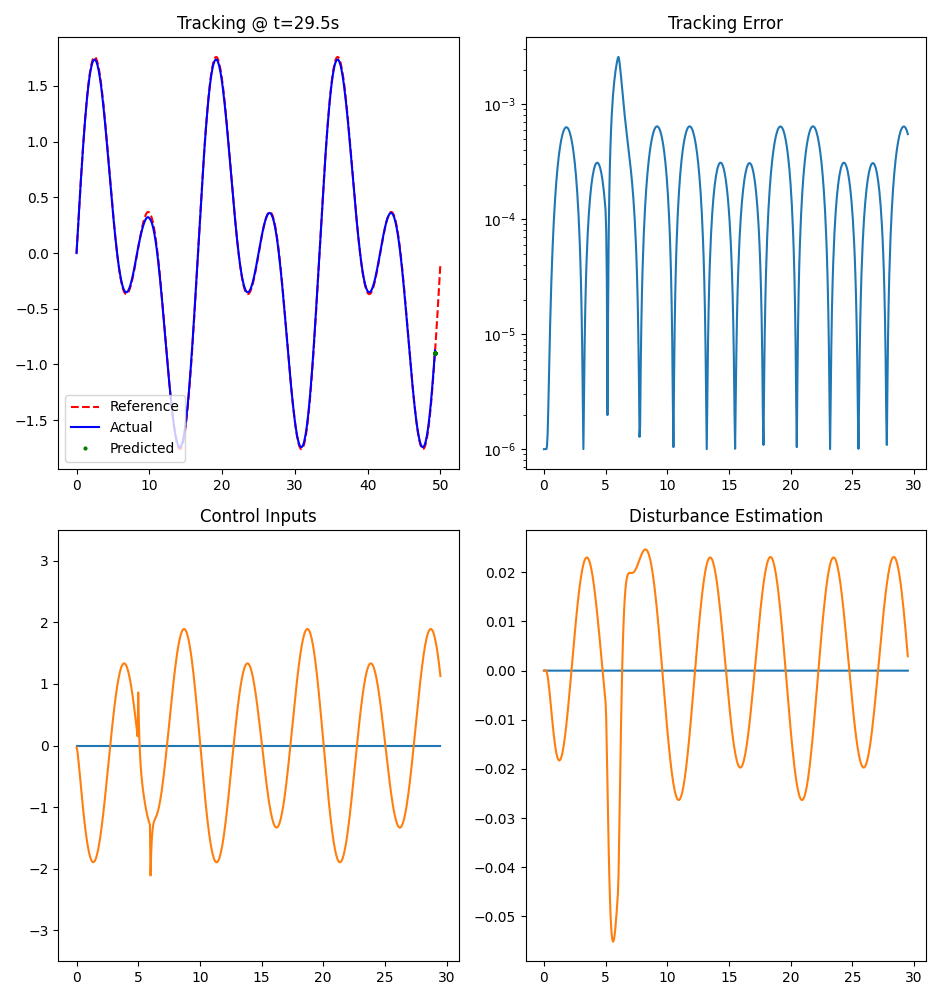 Tracking @ t=29.5s
1.5
1.0
0.5
0.0
−0.5
−1.0
−1.5
Reference
Actual
Predicted
0 10 20 30 40 50
Tracking Error
10⁻³
10⁻⁴
10⁻⁵
10⁻⁶
0 5 10 15 20 25 30
Control Inputs
3
2
1
0
−1
−2
−3
0 5 10 15 20 25 30
Disturbance Estimation
0.02
0.01
0.00
−0.01
−0.02
−0.03
−0.04
−0.05
0 5 10 15 20 25 30